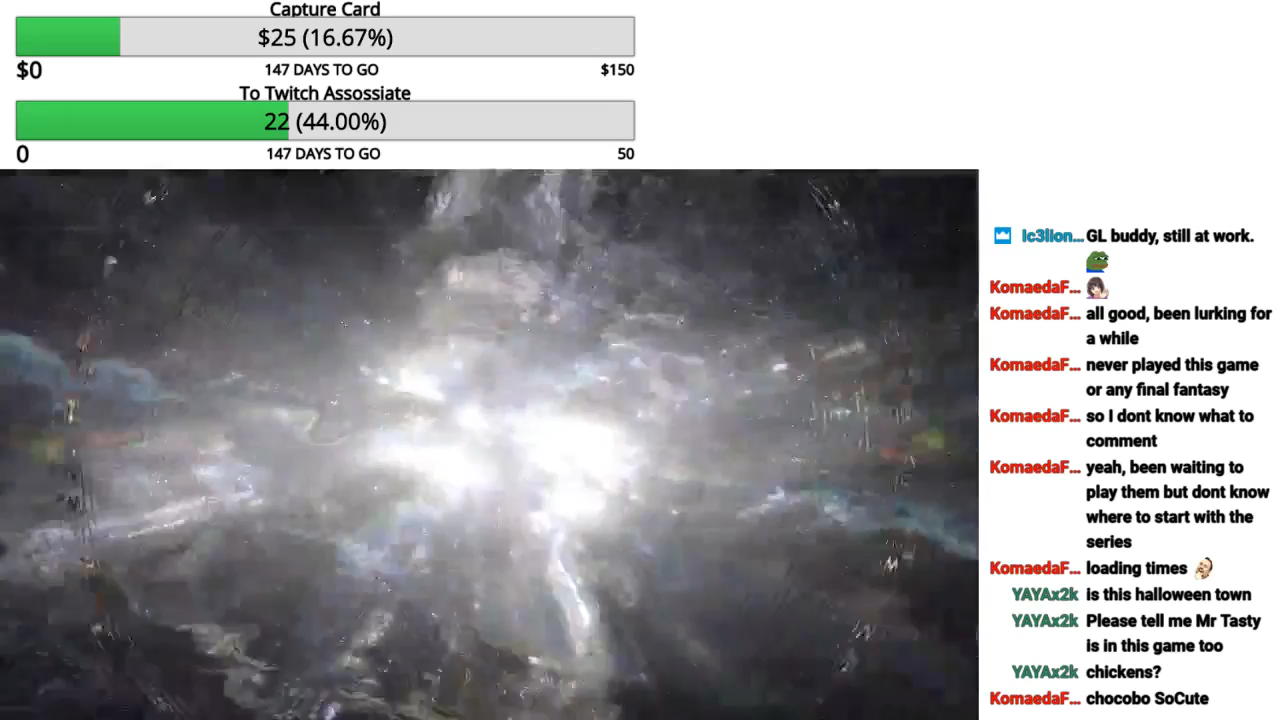 Capture Card
$25 (16.67%)
$0 147 DAYS TO GO $150
To Twitch Assossiate
22 (44.00%)
0 147 DAYS TO GO 50
Ic3lion... GL buddy, still at work.
KomaedaF...
KomaedaF... all good, been lurking for
a while
KomaedaF... never played this game
or any final fantasy
KomaedaF... so I dont know what to
comment
KomaedaF... yeah, been waiting to
play them but dont know
where to start with the
series
KomaedaF... loading times
YAYAx2k is this halloween town
YAYAx2k Please tell me Mr Tasty
is in this game too
YAYAx2k chickens?
KomaedaF... chocobo SoCute